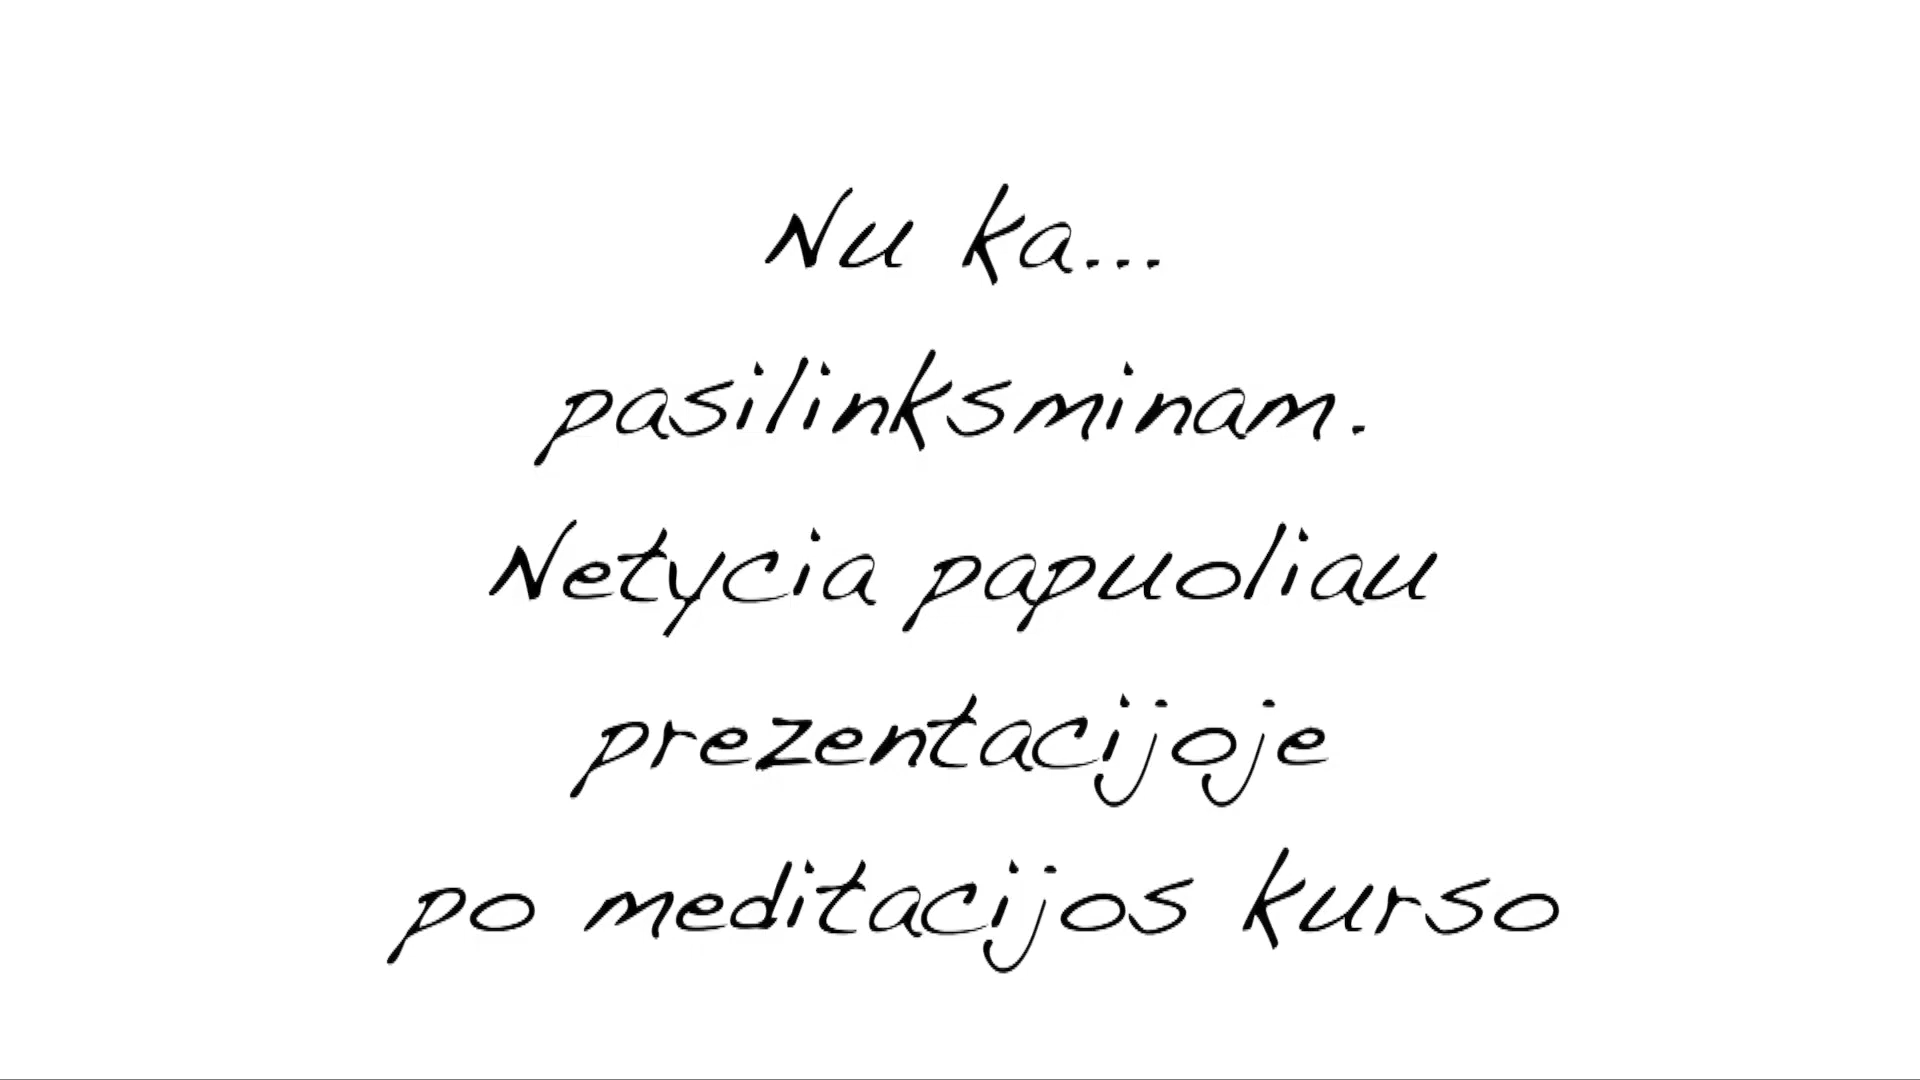 Nu ka...
pasilinksminam.
Netycia papuoliau
prezentacijoje
po meditacijos kurso